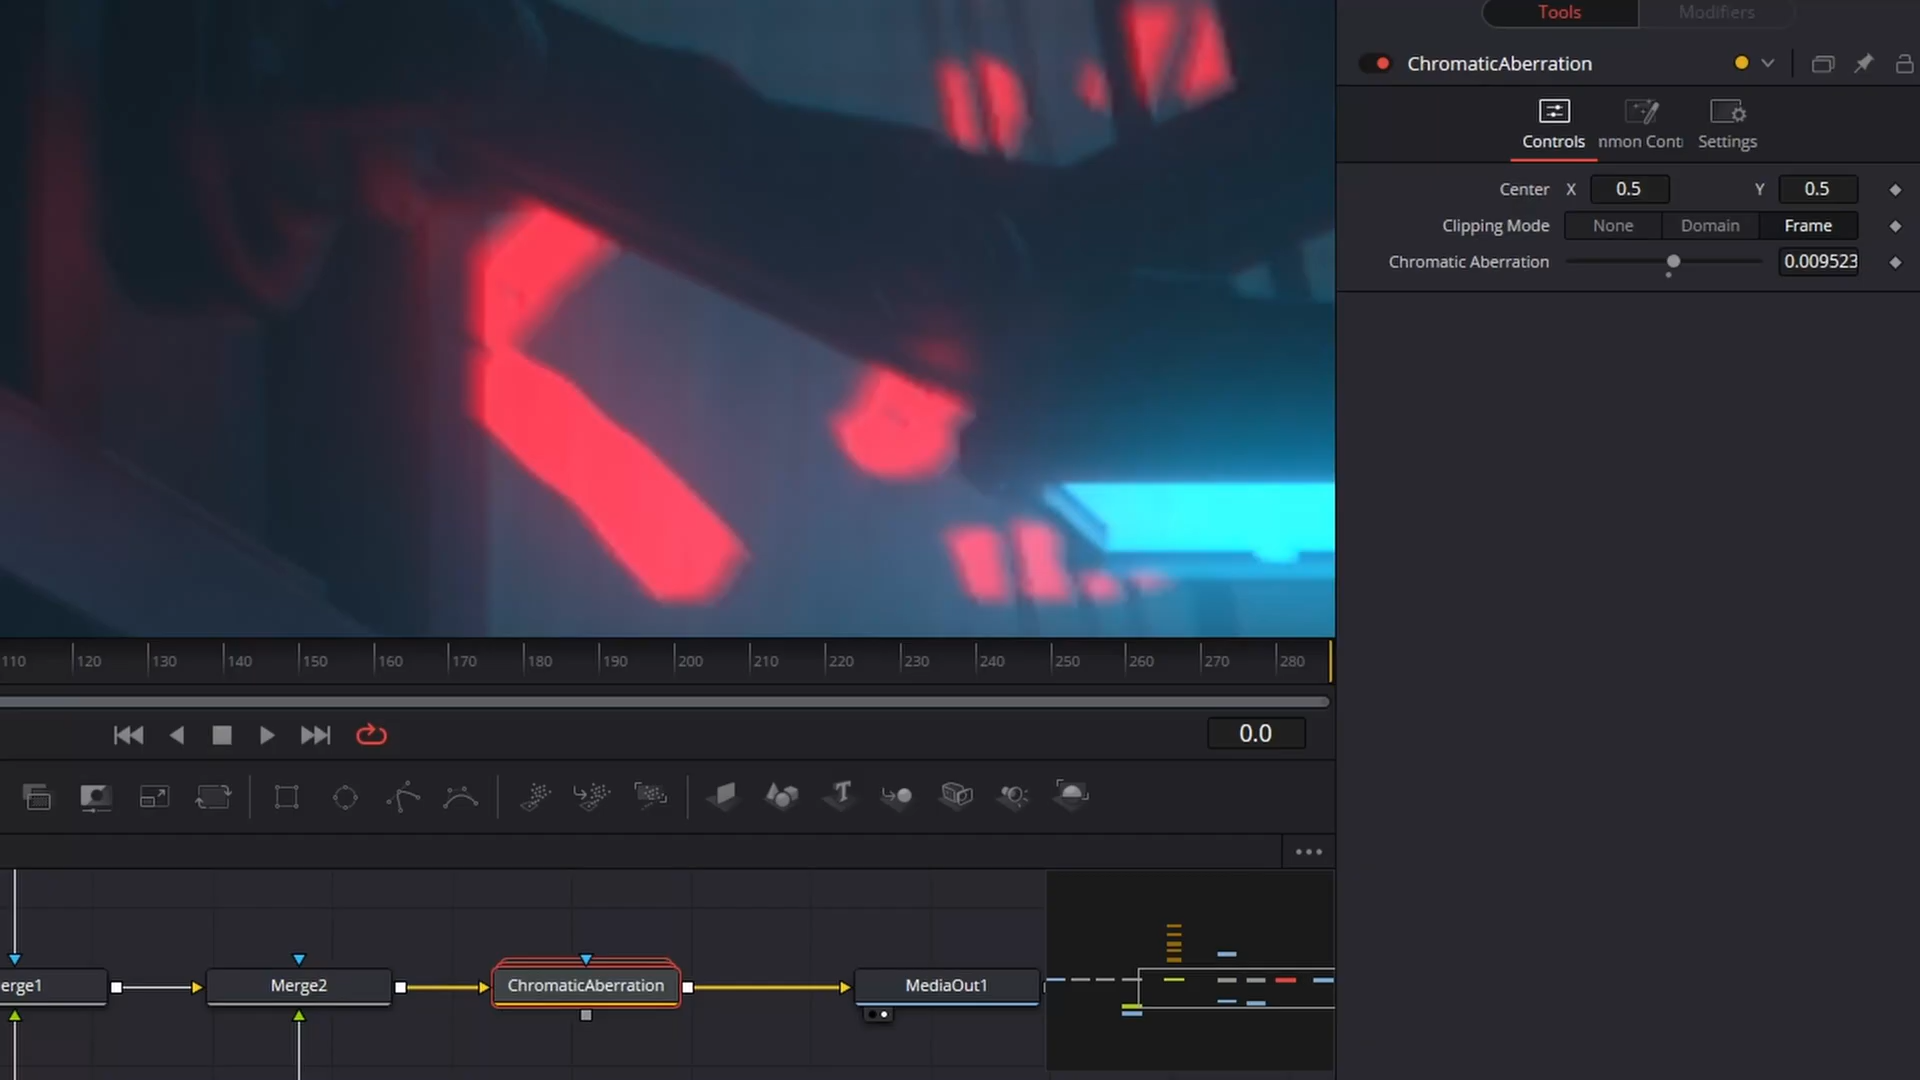 Tools Modifiers
ChromaticAberration
Controls nmon Cont Settings
Center X 0.5 Y 0.5
Clipping Mode None Domain Frame
Chromatic Aberration 0.009523
110 120 130 140 150 160 170 180 190 200 210 220 230 240 250 260 270 280
0.0
T
erge1 Merge2 ChromaticAberration MediaOut1